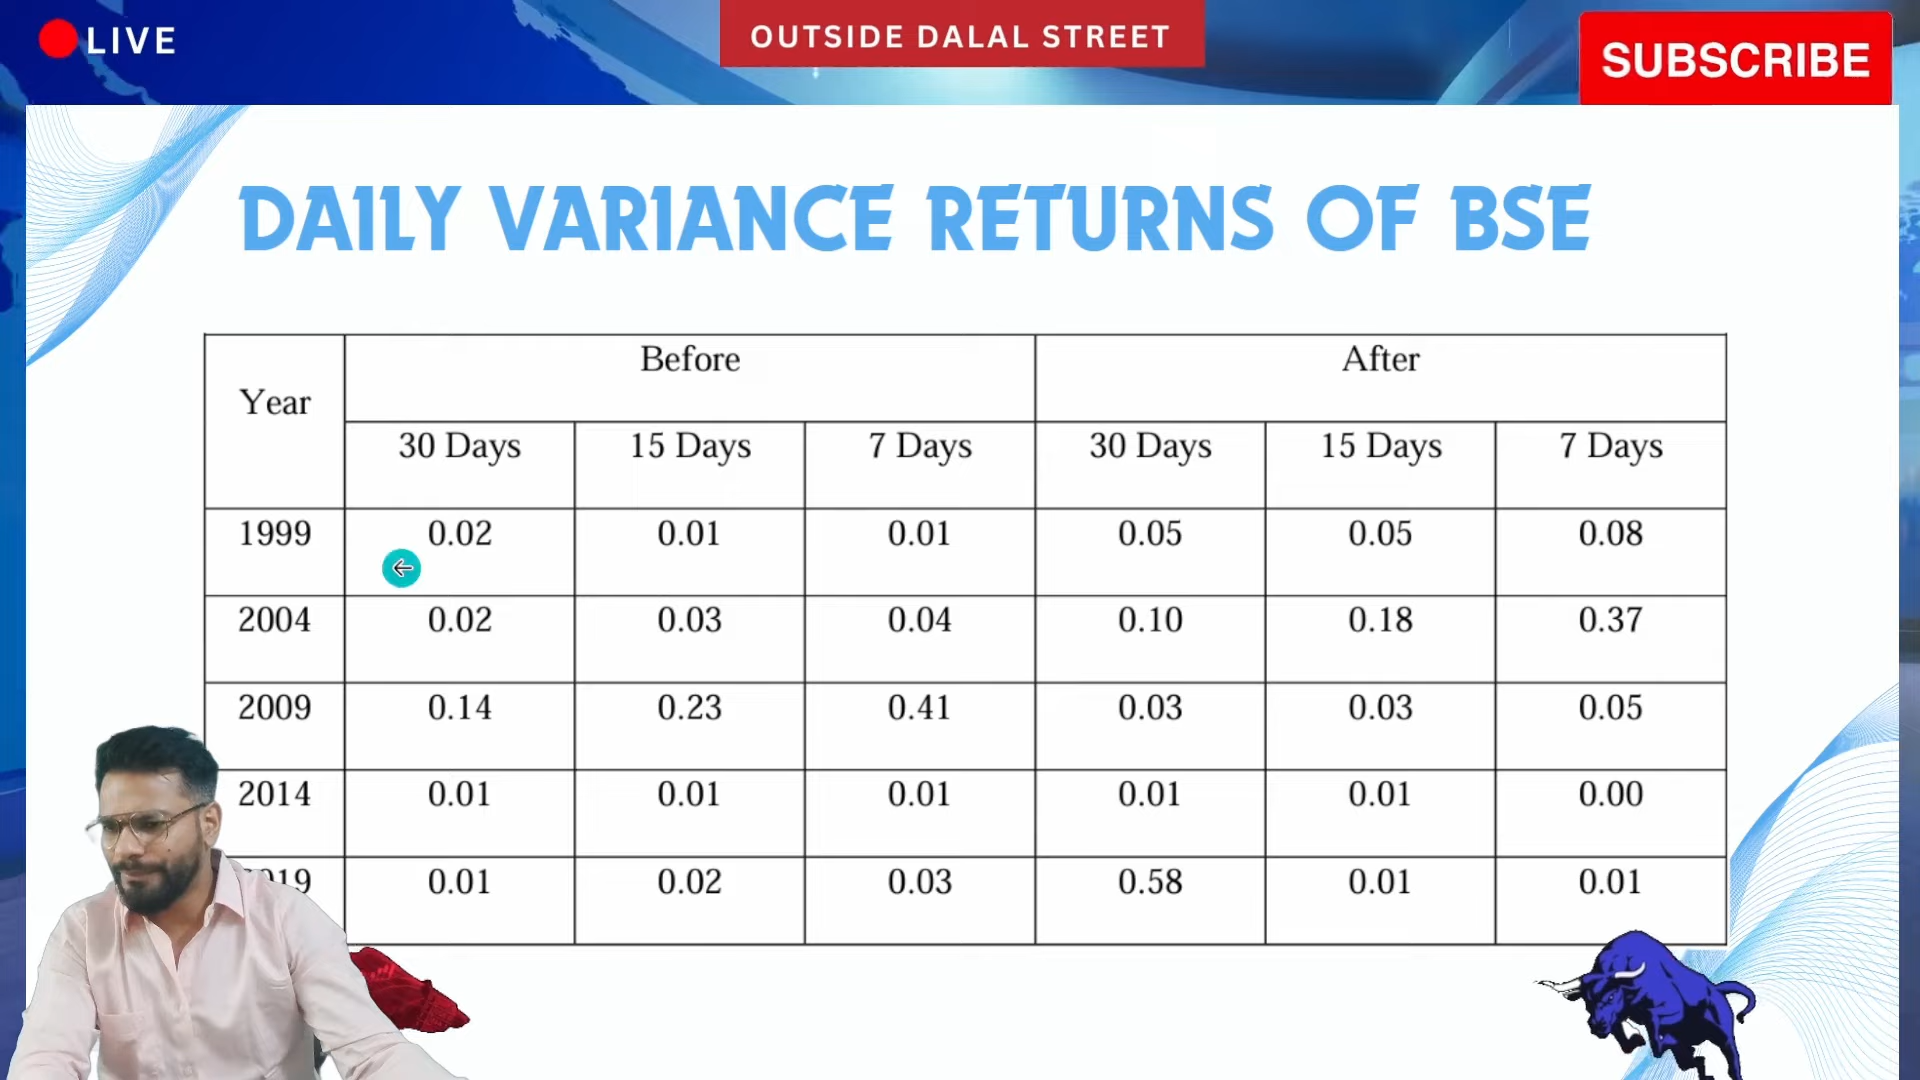 LIVE
OUTSIDE DALAL STREET
SUBSCRIBE
DAILY VARIANCE RETURNS OF BSE
Year Before After
30 Days 15 Days 7 Days 30 Days 15 Days 7 Days
1999 0.02 0.01 0.01 0.05 0.05 0.08
2004 0.02 0.03 0.04 0.10 0.18 0.37
2009 0.14 0.23 0.41 0.03 0.03 0.05
2014 0.01 0.01 0.01 0.01 0.01 0.00
0.01 0.02 0.03 0.58 0.01 0.01